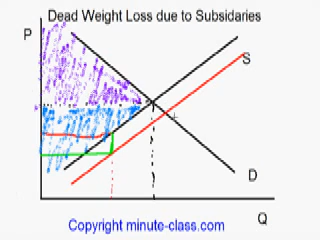 Dead Weight Loss due to Subsidaries
P
S
P
D
Q
Copyright minute-class.com